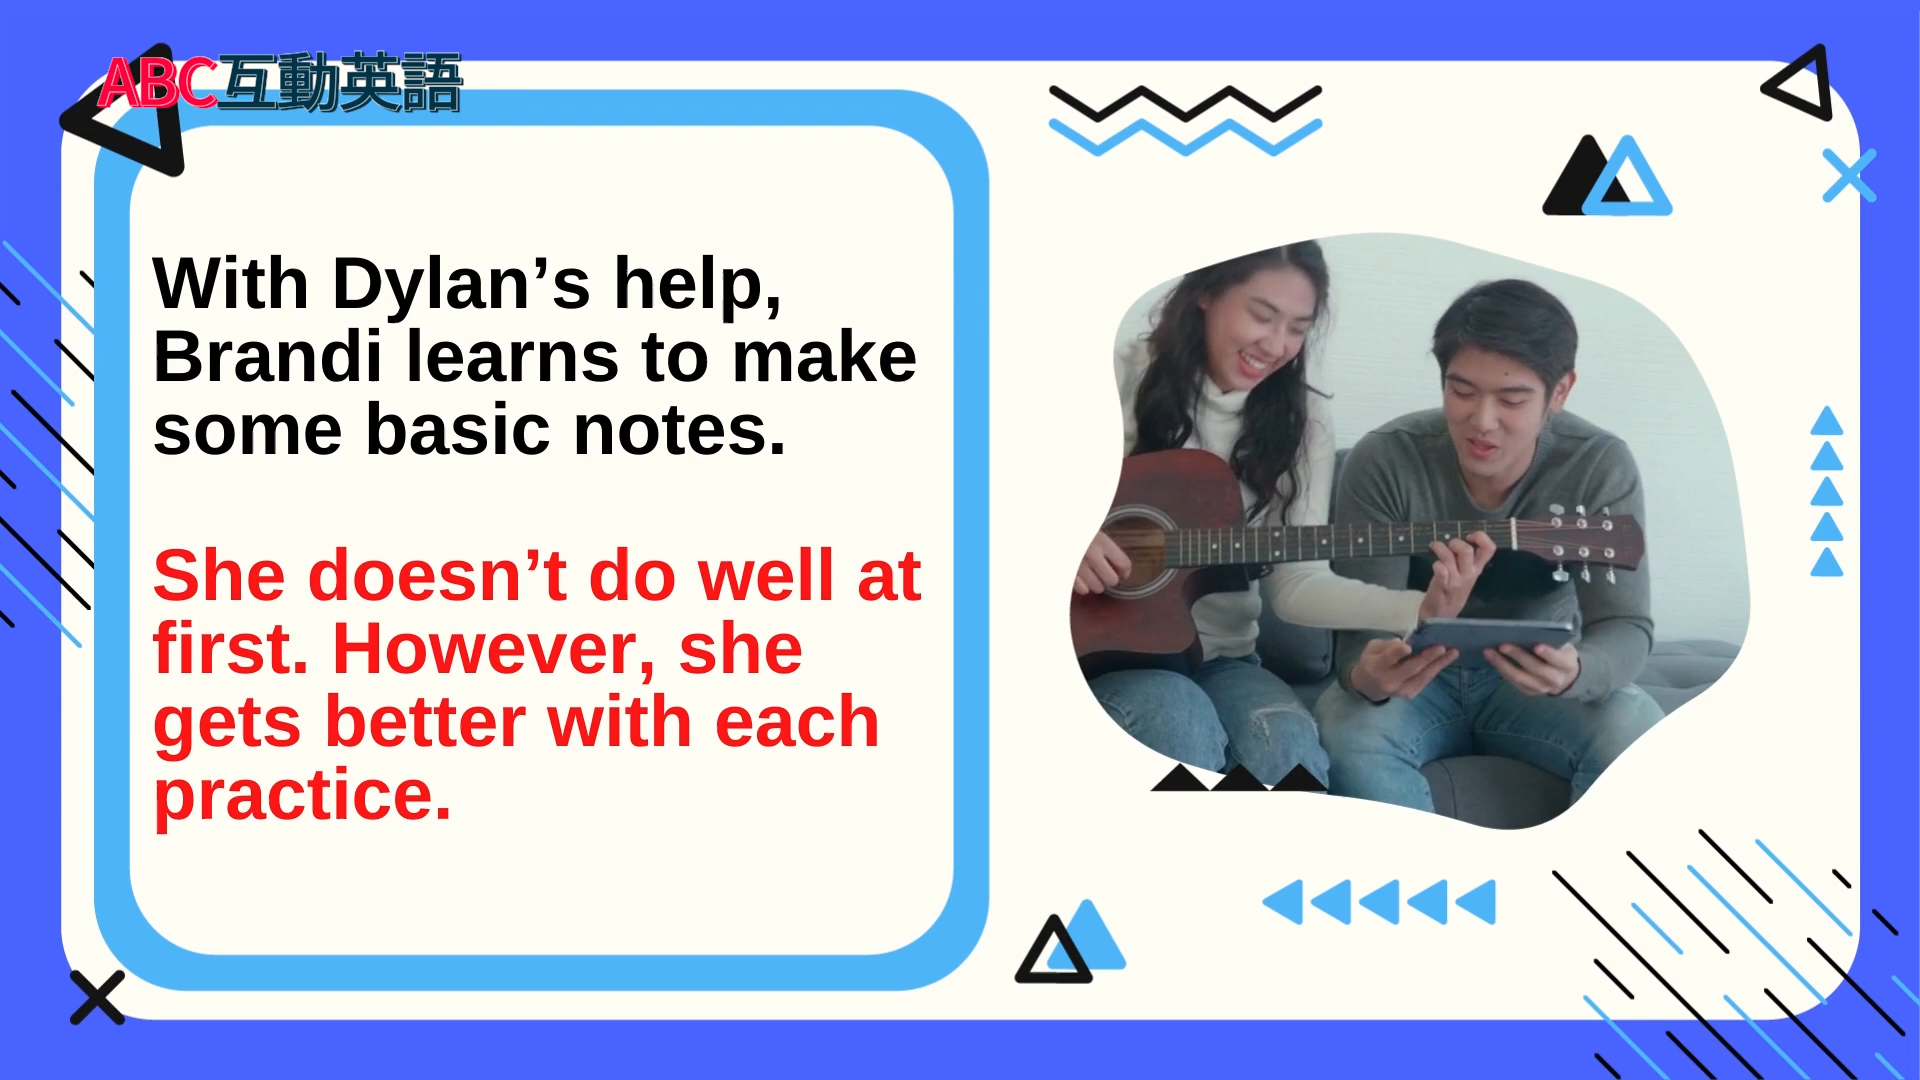 ABC互動英語
With Dylan’s help,
Brandi learns to make
some basic notes.
She doesn’t do well at
first. However, she
gets better with each
practice.